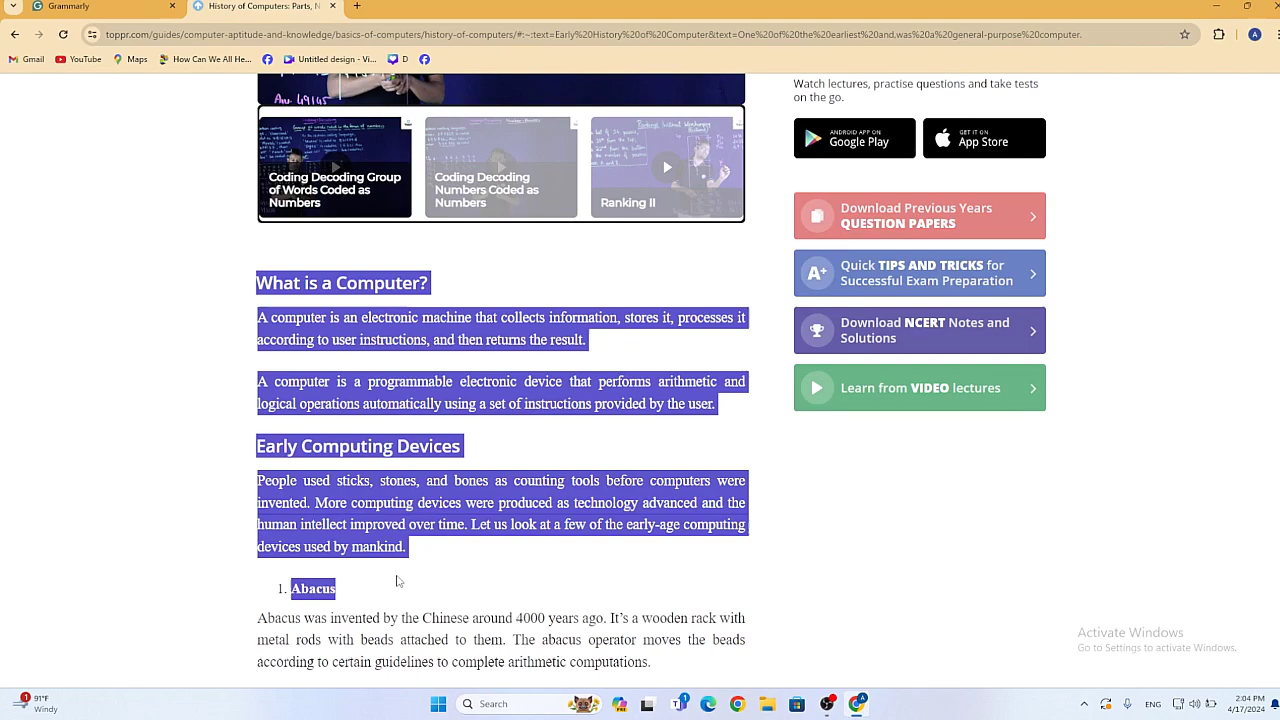 Grammarly
History of Computers: Parts, N
toppr.com/guides/computer-aptitude-and-knowledge/basics-of-computers/history-of-computers/#:~:text=Early%20History%20of%20Computer&text=One%20of%20the%20earliest%20and,was%20a%20general-purpose%20computer.
A
Gmail
YouTube
Maps
How Can We All He...
Untitled design - Vi...
D
Ans. 49145
Watch lectures, practise questions and take tests
on the go.
ANDROID APP ON
Google Play
GET IT ON
App Store
Coding Decoding Group
of Words Coded as
Numbers
Coding Decoding
Numbers Coded as
Numbers
Ranking II
Download Previous Years
QUESTION PAPERS
A+
Quick TIPS AND TRICKS for
Successful Exam Preparation
Download NCERT Notes and
Solutions
Learn from VIDEO lectures
What is a Computer?
A computer is an electronic machine that collects information, stores it, processes it
according to user instructions, and then returns the result.
A computer is a programmable electronic device that performs arithmetic and
logical operations automatically using a set of instructions provided by the user.
Early Computing Devices
People used sticks, stones, and bones as counting tools before computers were
invented. More computing devices were produced as technology advanced and the
human intellect improved over time. Let us look at a few of the early-age computing
devices used by mankind.
1. Abacus
Abacus was invented by the Chinese around 4000 years ago. It's a wooden rack with
metal rods with beads attached to them. The abacus operator moves the beads
according to certain guidelines to complete arithmetic computations.
Activate Windows
Go to Settings to activate Windows.
1
91°F
Windy
Search
1
A
ENG
2:04 PM
4/17/2024